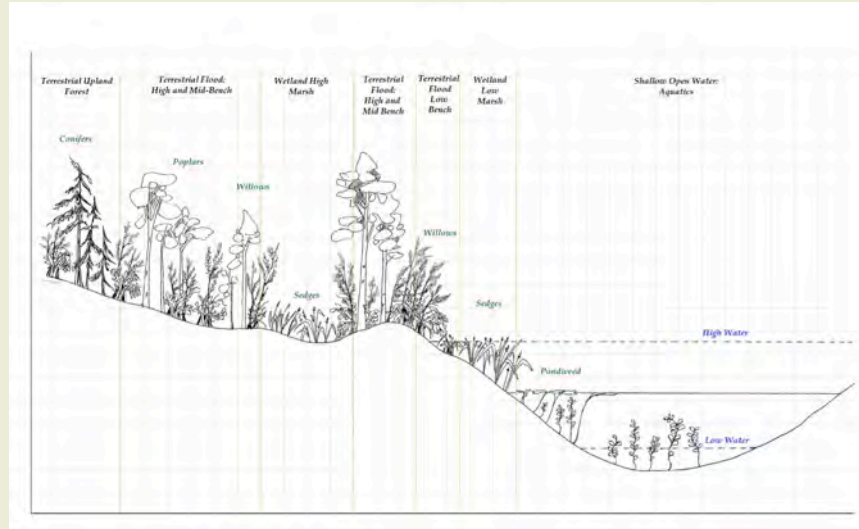 Terrestrial Upland
Forest
Terrestrial Flood:
High and Mid-Bench
Wetland High
Marsh
Terrestrial
Flood:
High and
Mid Bench
Terrestrial
Flood
Low
Bench
Wetland
Low
Marsh
Shallow Open Water:
Aquatics
Conifers
Poplars
Willows
Willows
Sedges
Sedges
High Water
Pondweed
Low Water